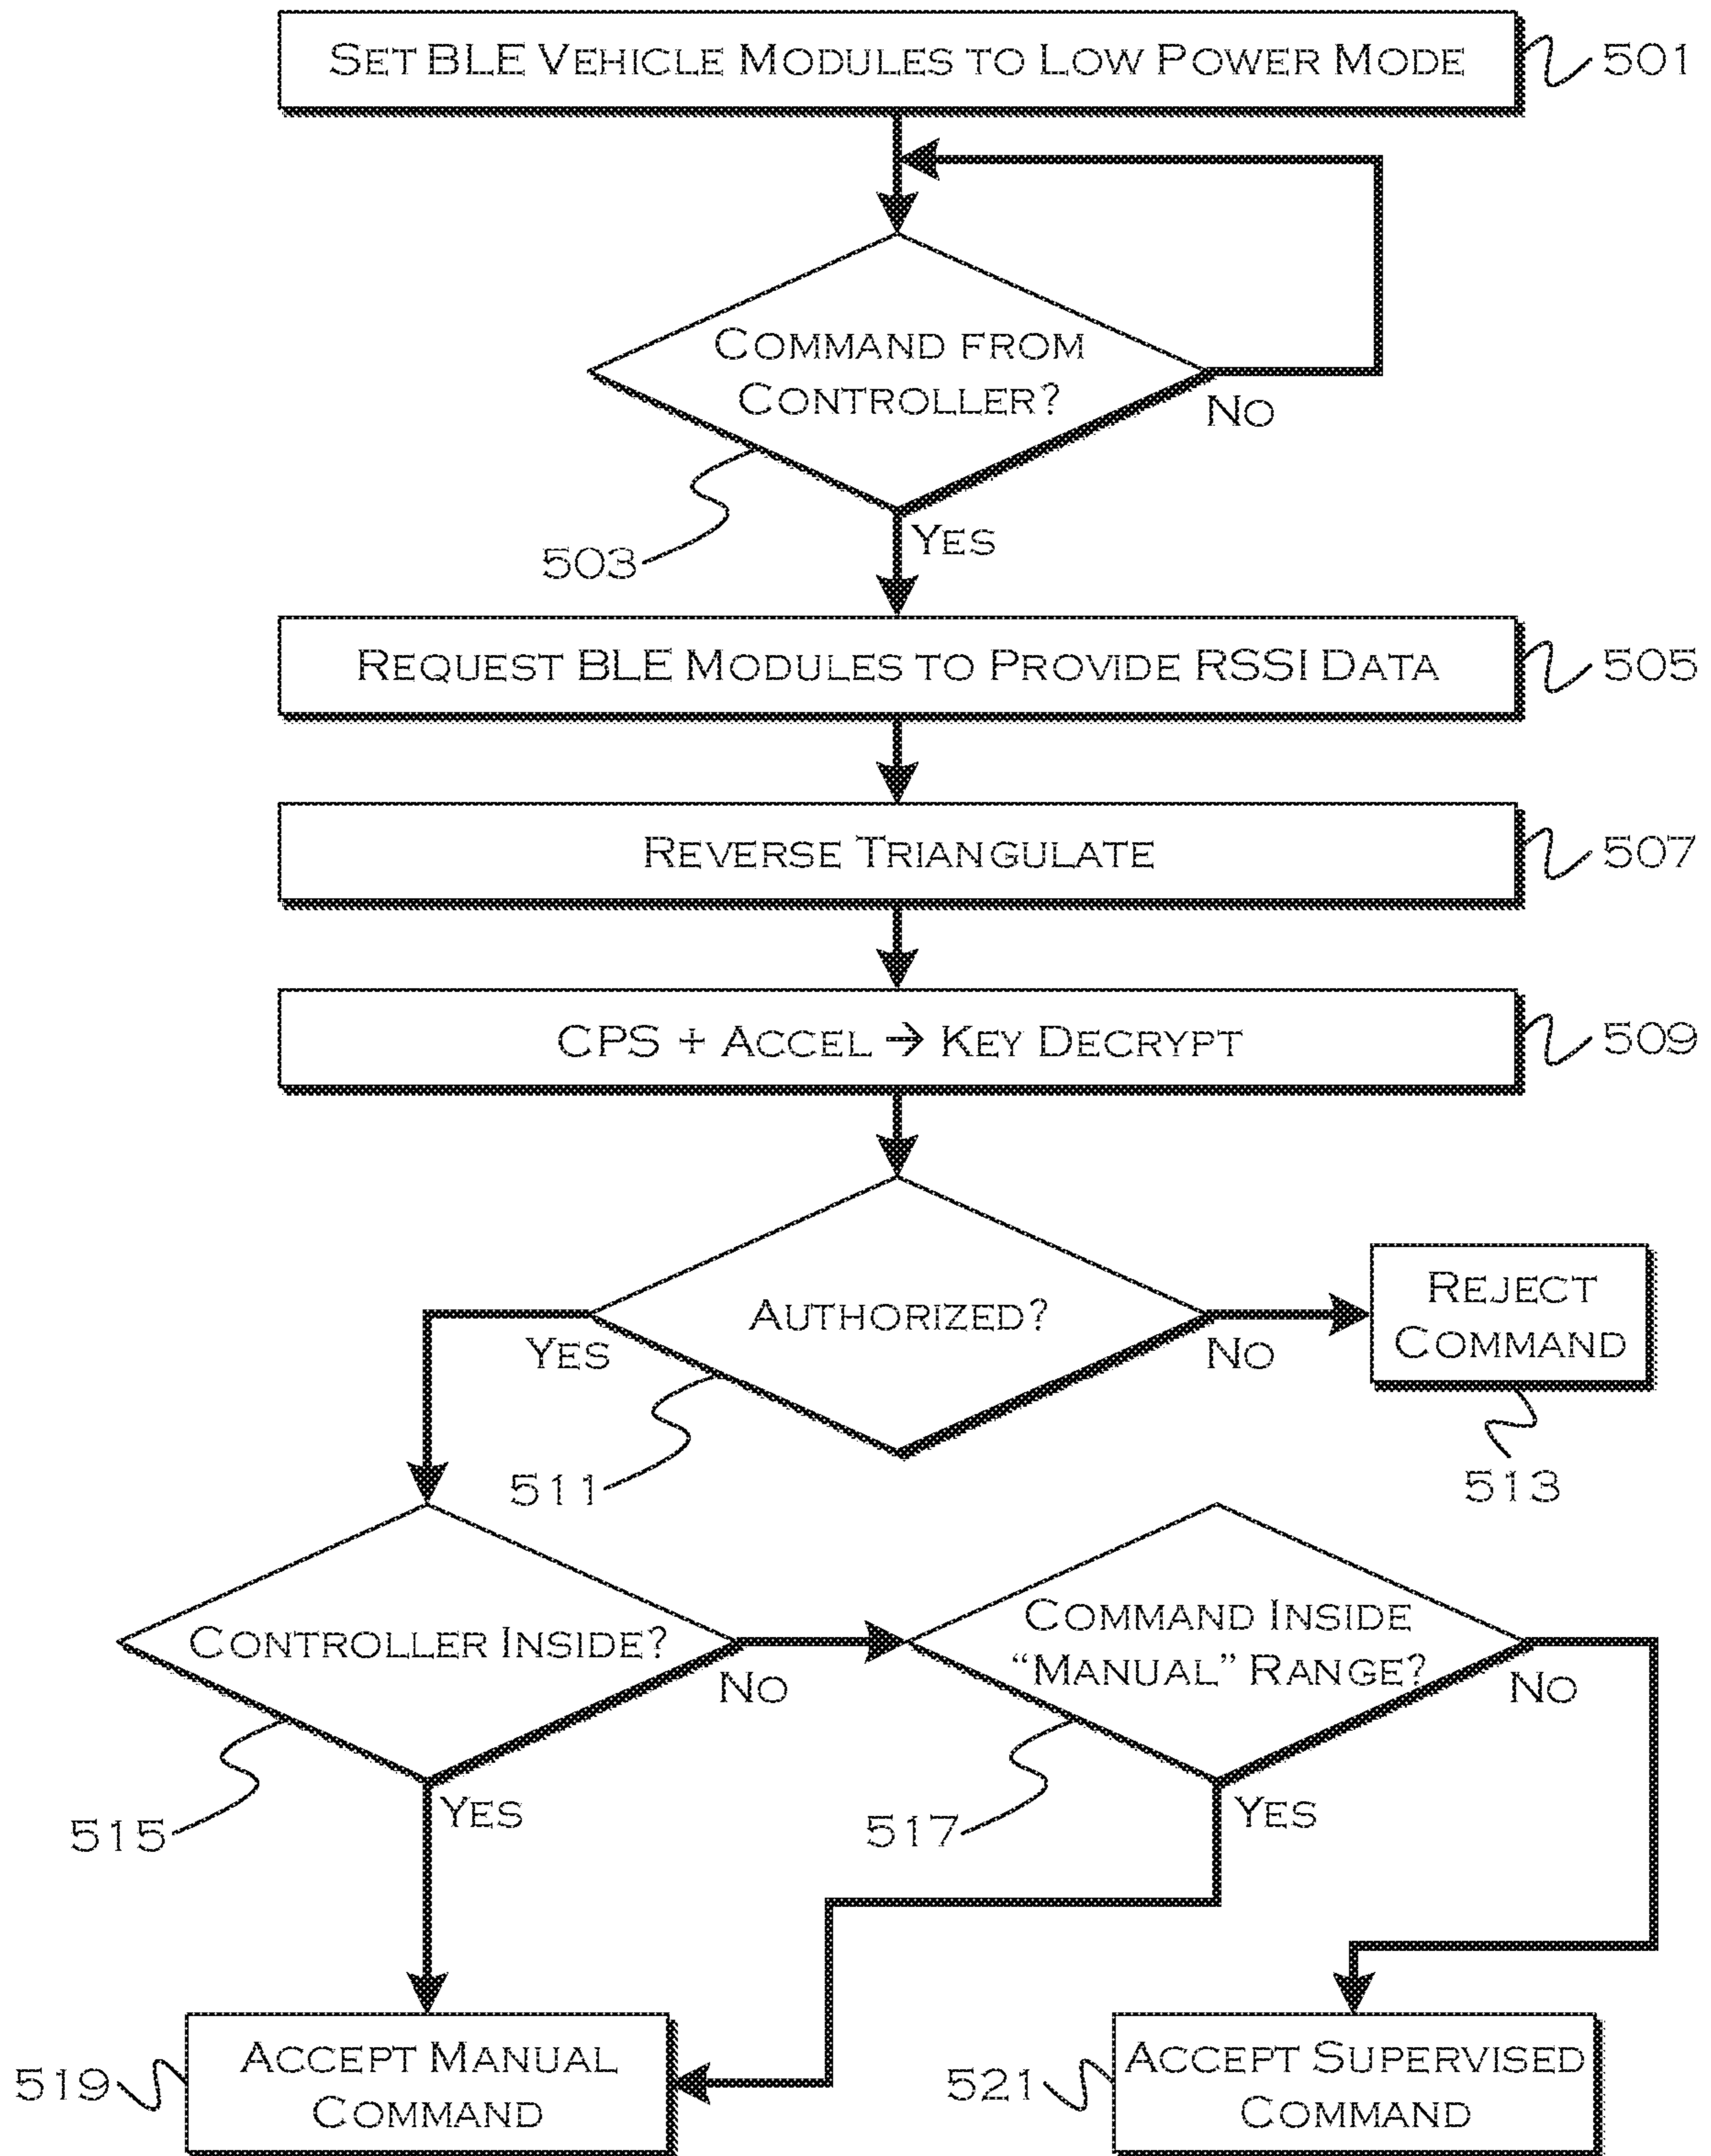 SET BLE VEHICLE MODULES TO LOW POWER MODE
501
COMMAND FROM
CONTROLLER?
NO
503
YES
REQUEST BLE MODULES TO PROVIDE RSSI DATA
505
REVERSE TRIANGULATE
507
CPS + ACCEL → KEY DECRYPT
509
AUTHORIZED?
YES
NO
REJECT
COMMAND
511
513
CONTROLLER INSIDE?
NO
COMMAND INSIDE
“MANUAL” RANGE?
NO
515
YES
517
YES
519
ACCEPT MANUAL
COMMAND
521
ACCEPT SUPERVISED
COMMAND